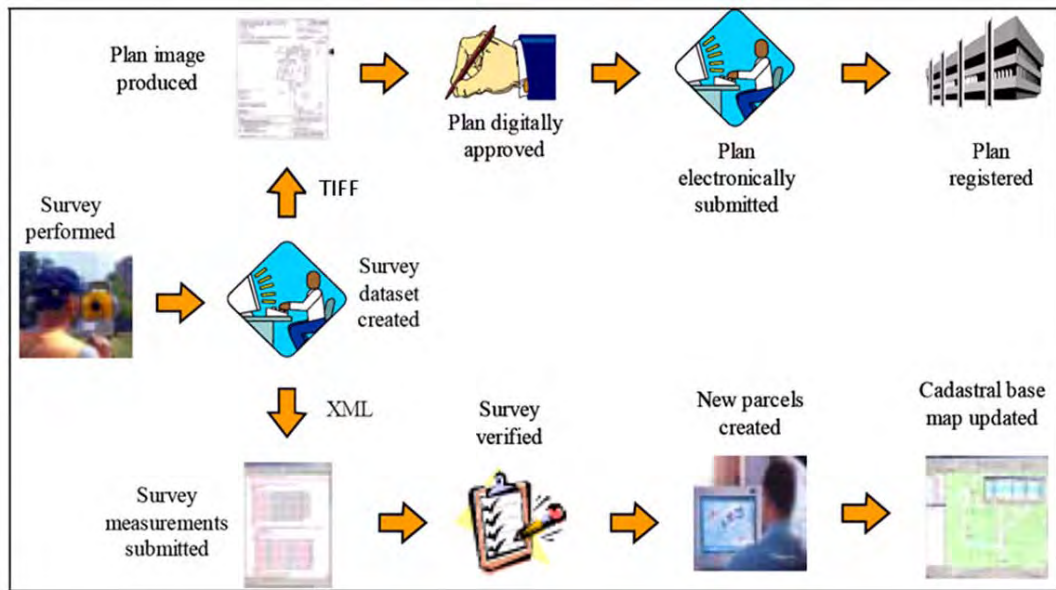 Plan image
produced
Plan digitally
approved
Plan
electronically
submitted
Plan
registered
TIFF
Survey
performed
Survey
dataset
created
XML
Survey
measurements
submitted
Survey
verified
New parcels
created
Cadastral base
map updated